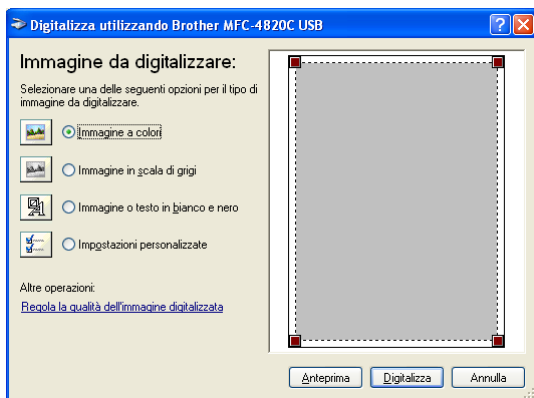 Digitalizza utilizzando Brother MFC-4820C USB
Immagine da digitalizzare:
Selezionare una delle seguenti opzioni per il tipo di
immagine da digitalizzare.
Immagine a colori
Immagine in scala di grigi
Immagine o testo in bianco e nero
Impostazioni personalizzate
Altre operazioni:
Regola la qualità dell'immagine digitalizzata
Anteprima
Digitalizza
Annulla